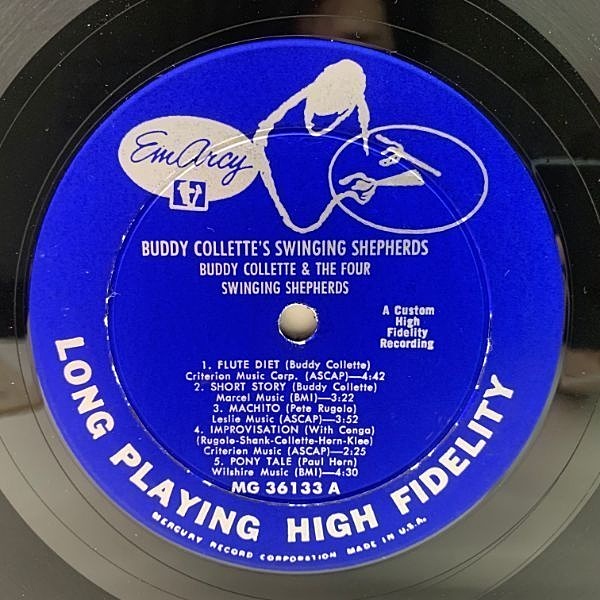 EmArcy
BUDDY COLLETTE'S SWINGING SHEPHERDS
BUDDY COLLETTE & THE FOUR
SWINGING SHEPHERDS
A Custom
High
Fidelity
Recording
1. FLUTE DIET (Buddy Collette)
Criterion Music Corp. (ASCAP)—4:42
2. SHORT STORY (Buddy Collette)
Marcel Music (BMI)—3:22
3. MACHITO (Pete Rugolo)
Leslie Music (ASCAP)—3:52
4. IMPROVISATION (With Conga)
(Rugolo-Shank-Collette-Horn-Klee)
Criterion Music (ASCAP)—2:25
5. PONY TALE (Paul Horn)
Wilshire Music (BMI)—4:30
MG 36133 A
LONG PLAYING HIGH FIDELITY
MERCURY RECORD CORPORATION MADE IN U.S.A.